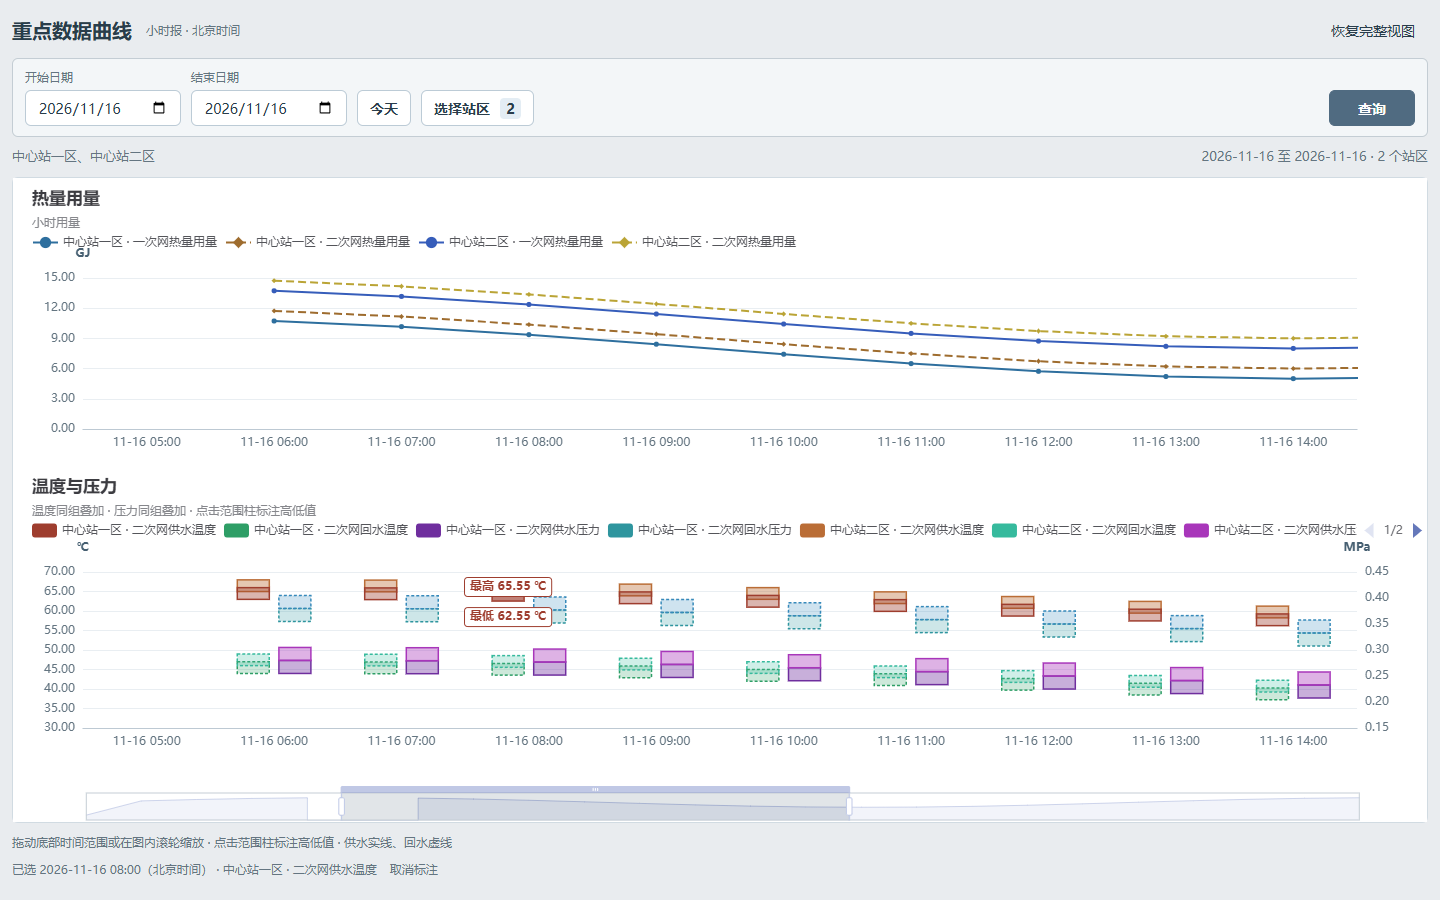 重点数据曲线 小时报 · 北京时间 恢复完整视图
开始日期 结束日期
2026/11/16 2026/11/16 今天 选择站区 2 查询
中心站一区、中心站二区 2026-11-16 至 2026-11-16 · 2 个站区
热量用量
小时用量
中心站一区 · 一次网热量用量 中心站一区 · 二次网热量用量 中心站二区 · 一次网热量用量 中心站二区 · 二次网热量用量
GJ
15.00
12.00
9.00
6.00
3.00
0.00
11-16 05:00 11-16 06:00 11-16 07:00 11-16 08:00 11-16 09:00 11-16 10:00 11-16 11:00 11-16 12:00 11-16 13:00 11-16 14:00
温度与压力
温度同组叠加 · 压力同组叠加 · 点击范围柱标注高低值
中心站一区 · 二次网供水温度 中心站一区 · 二次网回水温度 中心站一区 · 二次网供水压力 中心站一区 · 二次网回水压力 中心站二区 · 二次网供水温度 中心站二区 · 二次网回水温度 中心站二区 · 二次网供水压 1/2
℃ MPa
70.00 0.45
65.00 最高 65.55 ℃ 0.40
60.00 最低 62.55 ℃
55.00 0.35
50.00 0.30
45.00 0.25
40.00
35.00 0.20
30.00 0.15
11-16 05:00 11-16 06:00 11-16 07:00 11-16 08:00 11-16 09:00 11-16 10:00 11-16 11:00 11-16 12:00 11-16 13:00 11-16 14:00
拖动底部时间范围或在图内滚轮缩放 · 点击范围柱标注高低值 · 供水实线、回水虚线
已选 2026-11-16 08:00（北京时间） · 中心站一区 · 二次网供水温度 取消标注